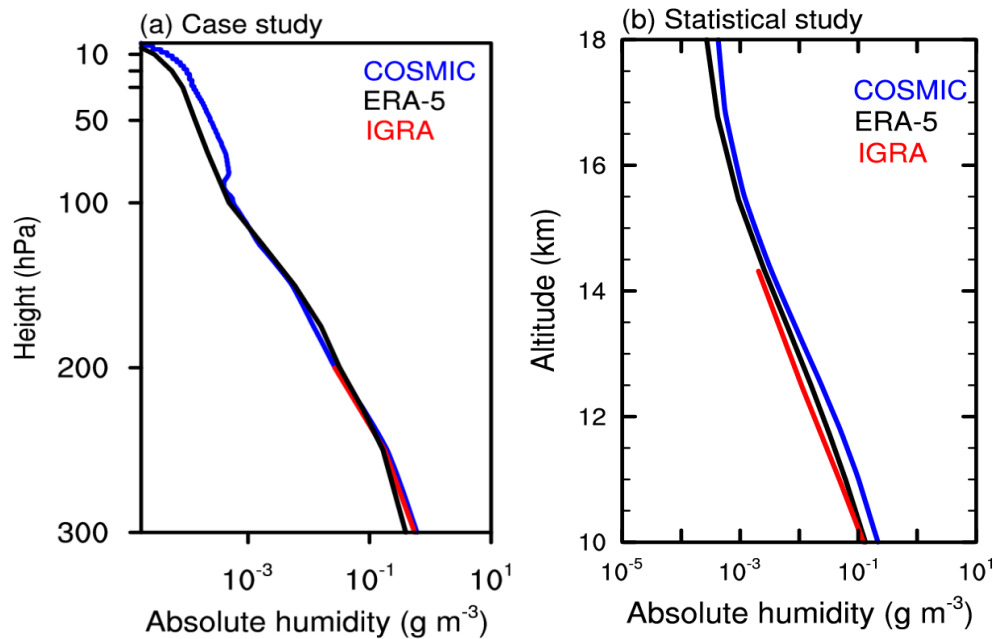 (a) Case study
COSMIC
ERA-5
IGRA
10
50
100
200
300
Height (hPa)
10-3
10-1
101
Absolute humidity (g m-3)
(b) Statistical study
COSMIC
ERA-5
IGRA
18
16
14
12
10
Altitude (km)
10-5
10-3
10-1
101
Absolute humidity (g m-3)